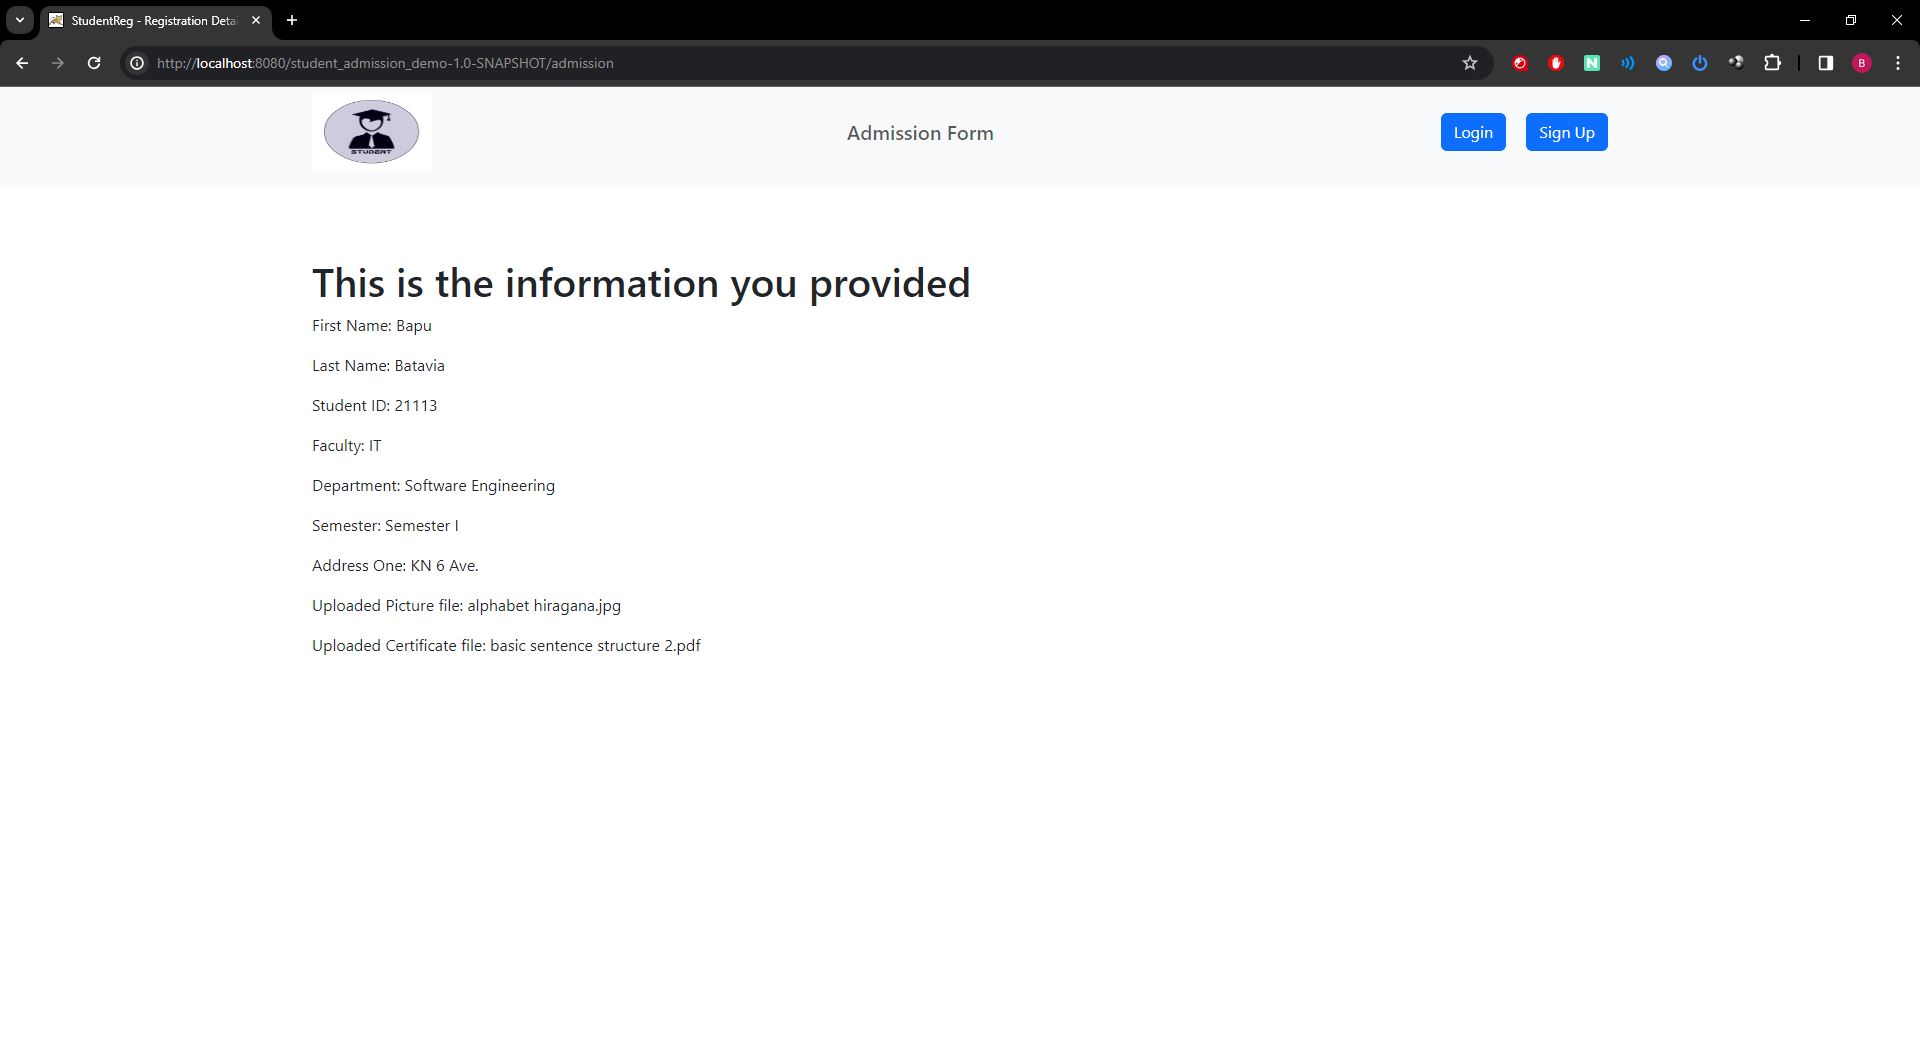 StudentReg - Registration Deta
http://localhost:8080/student_admission_demo-1.0-SNAPSHOT/admission
N
B
STUDENT
Admission Form
Login
Sign Up
This is the information you provided
First Name: Bapu
Last Name: Batavia
Student ID: 21113
Faculty: IT
Department: Software Engineering
Semester: Semester I
Address One: KN 6 Ave.
Uploaded Picture file: alphabet hiragana.jpg
Uploaded Certificate file: basic sentence structure 2.pdf